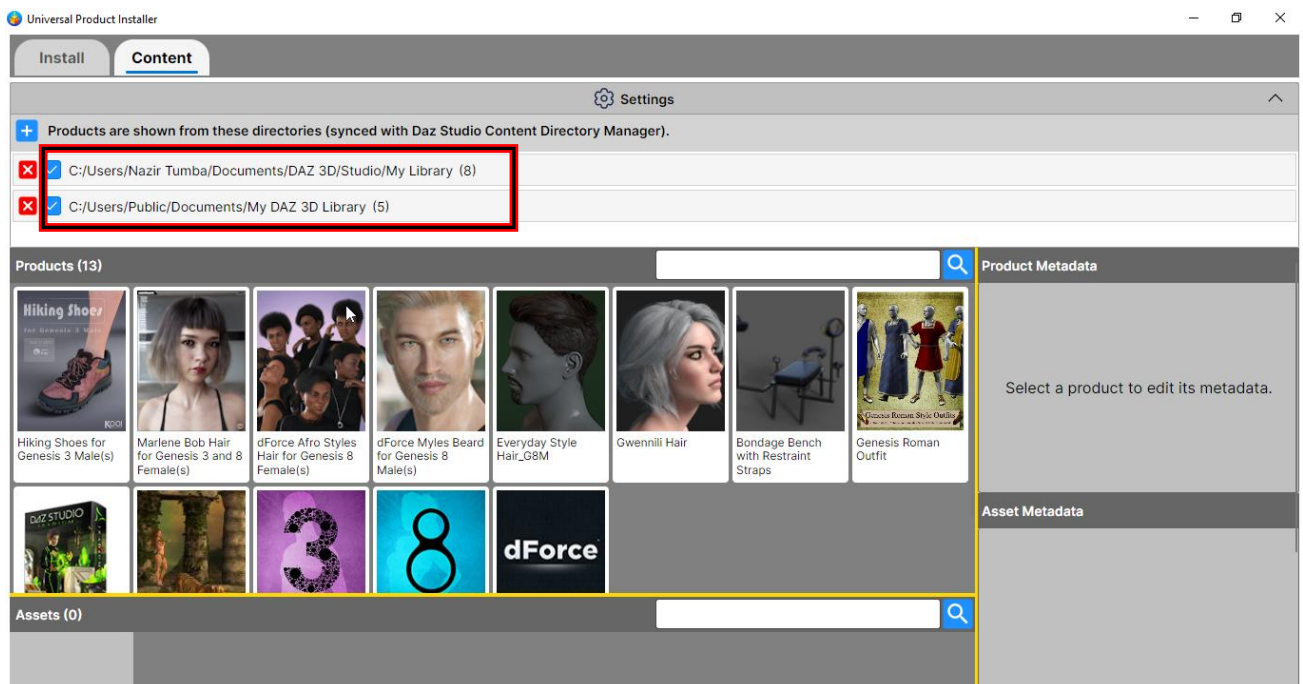 Universal Product Installer
Install
Content
Settings
Products are shown from these directories (synced with Daz Studio Content Directory Manager).
C:/Users/Nazir Tumba/Documents/DAZ 3D/Studio/My Library (8)
C:/Users/Public/Documents/My DAZ 3D Library (5)
Products (13)
Product Metadata
Hiking Shoes
for Genesis 3 Male
KOOl
Genesis Roman Style Outfits
Hiking Shoes for
Genesis 3 Male(s)
Marlene Bob Hair
for Genesis 3 and 8
Female(s)
dForce Afro Styles
Hair for Genesis 8
Female(s)
dForce Myles Beard
for Genesis 8
Male(s)
Everyday Style
Hair_G8M
Gwennili Hair
Bondage Bench
with Restraint
Straps
Genesis Roman
Outfit
Select a product to edit its metadata.
DAZ STUDIO
3
8
dForce
Asset Metadata
Assets (0)